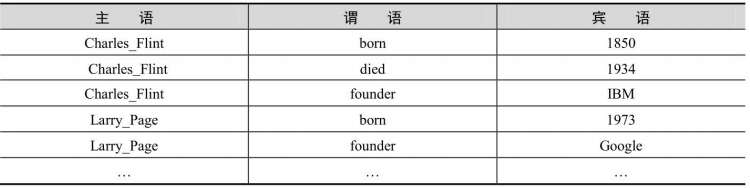 主 语 谓 语 宾 语
Charles_Flint born 1850
Charles_Flint died 1934
Charles_Flint founder IBM
Larry_Page born 1973
Larry_Page founder Google
… … …